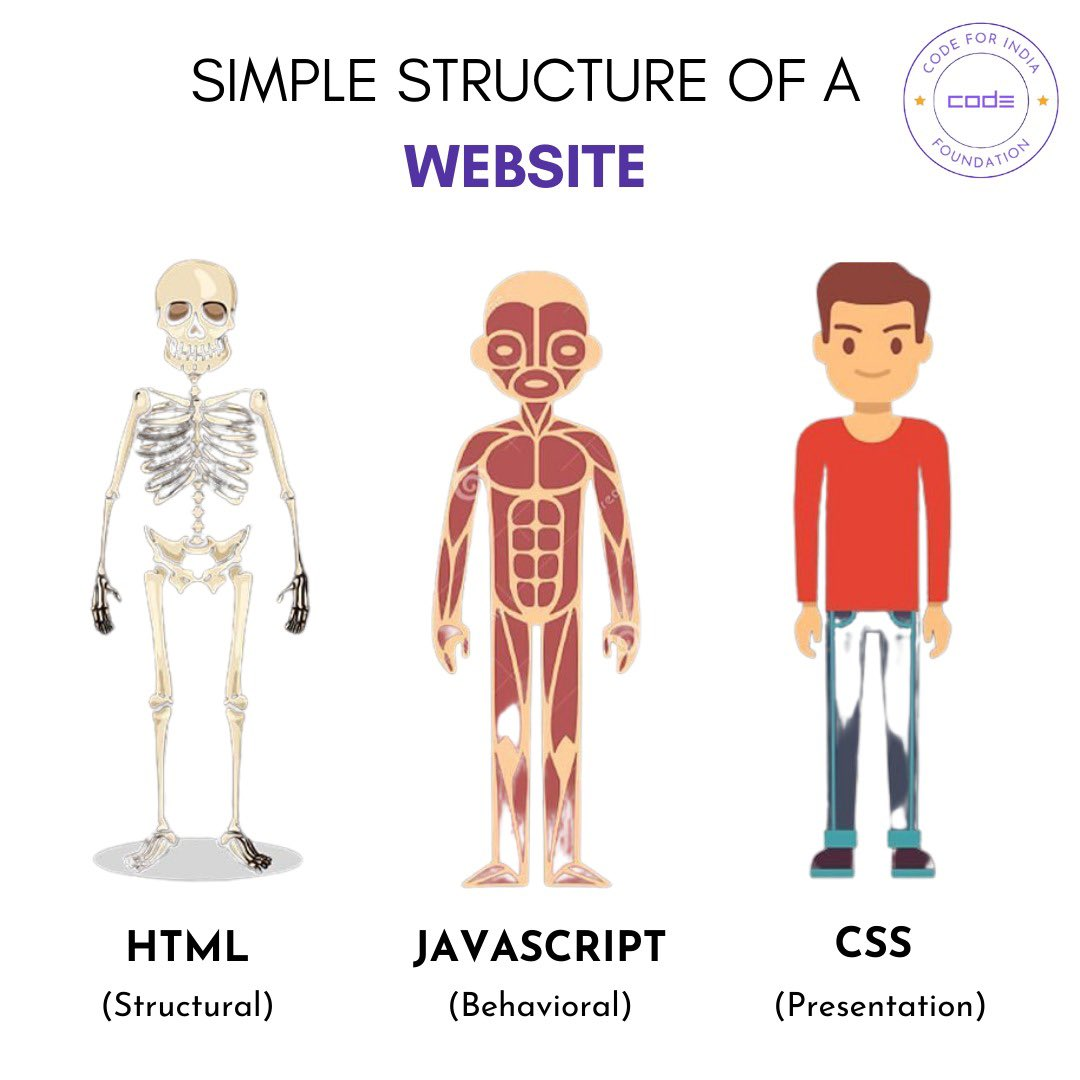 SIMPLE STRUCTURE OF A
WEBSITE
CODE FOR INDIA
CODE
FOUNDATION
HTML
JAVASCRIPT
CSS
(Structural)
(Behavioral)
(Presentation)